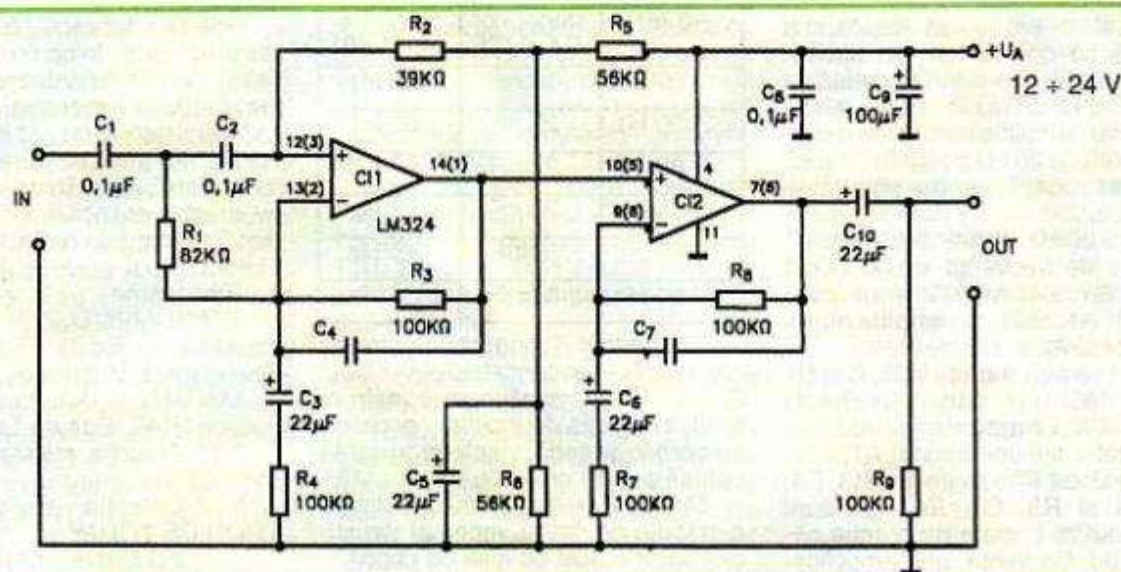 R₂
39KΩ
R₅
56KΩ
+U_A
12 ÷ 24 V
C₈
0,1µF
C₉
100µF
C₁
0,1µF
C₂
0,1µF
R₁
82KΩ
IN
12(3)
13(2)
14(1)
CI1
LM324
10(5)
9(6)
4
11
CI2
C₁₀
22µF
OUT
R₃
100KΩ
C₄
R₈
100KΩ
C₇
C₃
22µF
R₄
100KΩ
C₅
22µF
R₆
56KΩ
C₆
22µF
R₇
100KΩ
R₉
100KΩ